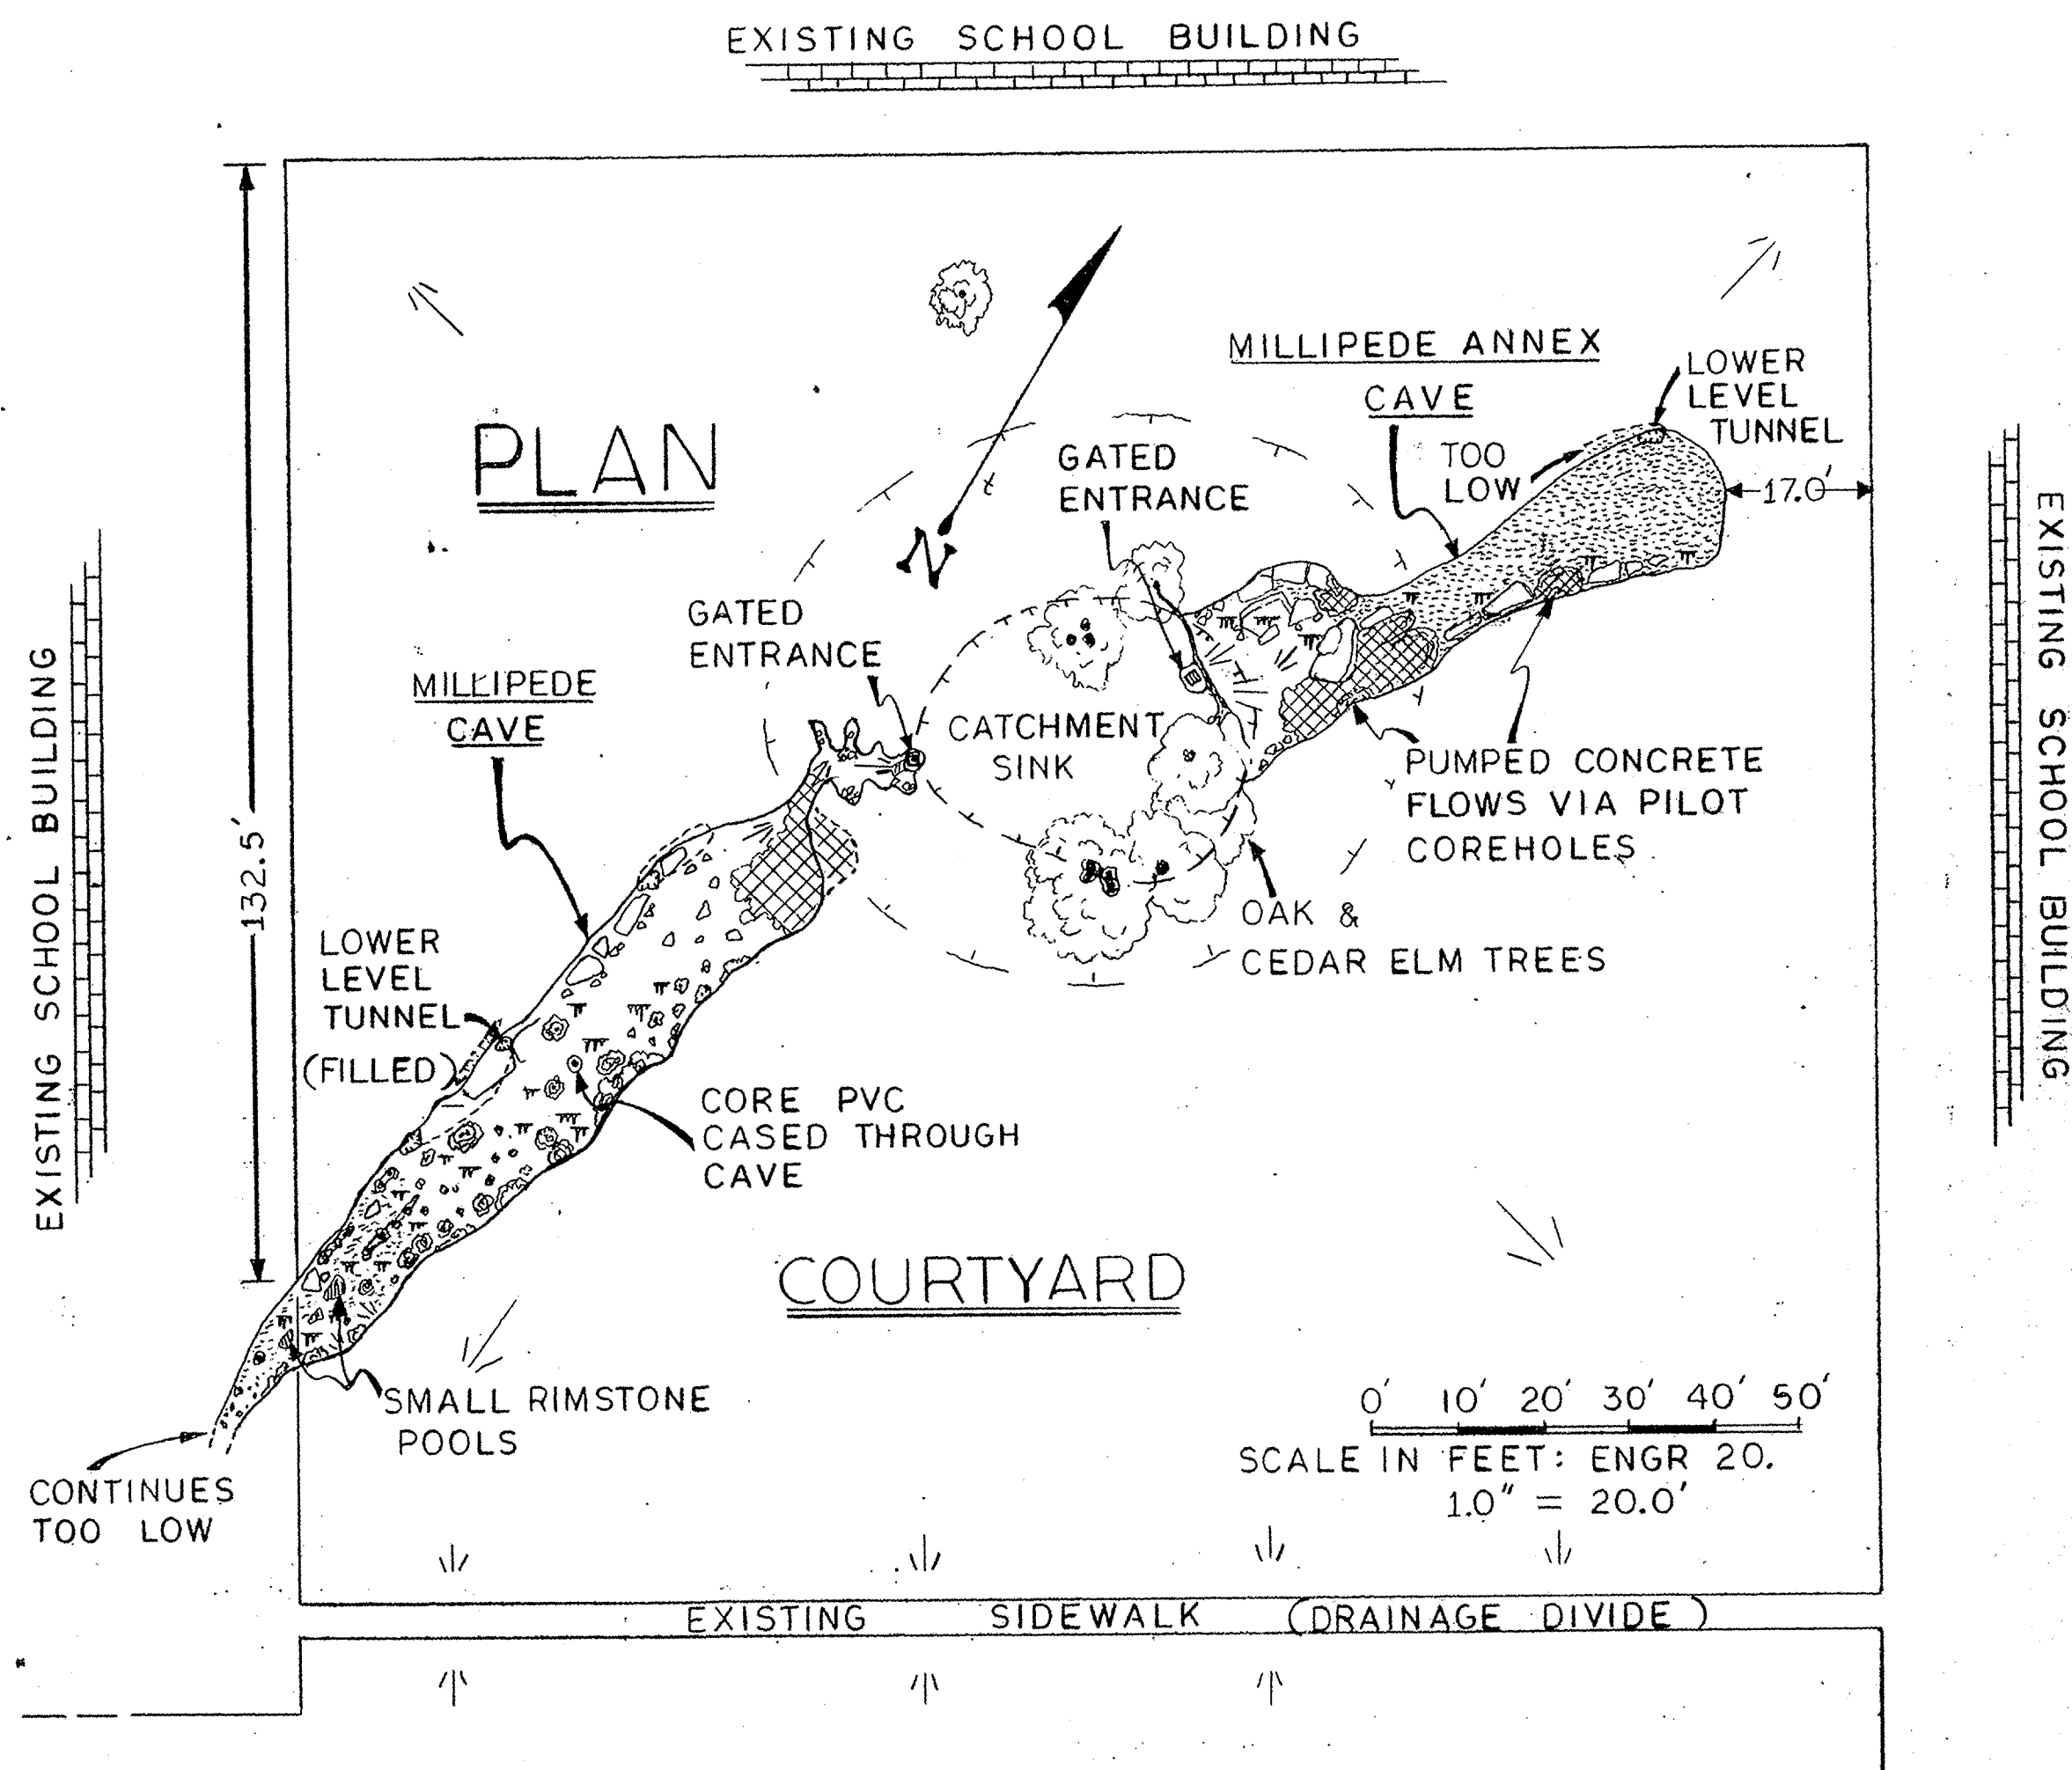 EXISTING SCHOOL BUILDING
MILLIPEDE ANNEX
CAVE
LOWER
LEVEL
TUNNEL
TOO
LOW
17.0'
PLAN
GATED
ENTRANCE
N
GATED
ENTRANCE
MILLIPEDE
CAVE
CATCHMENT
SINK
PUMPED CONCRETE
FLOWS VIA PILOT
COREHOLES
EXISTING SCHOOL BUILDING
EXISTING SCHOOL BUILDING
132.5'
OAK &
CEDAR ELM TREES
LOWER
LEVEL
TUNNEL
(FILLED)
CORE PVC
CASED THROUGH
CAVE
COURTYARD
SMALL RIMSTONE
POOLS
CONTINUES
TOO LOW
0' 10' 20' 30' 40' 50'
SCALE IN FEET: ENGR 20.
1.0" = 20.0'
EXISTING SIDEWALK (DRAINAGE DIVIDE)